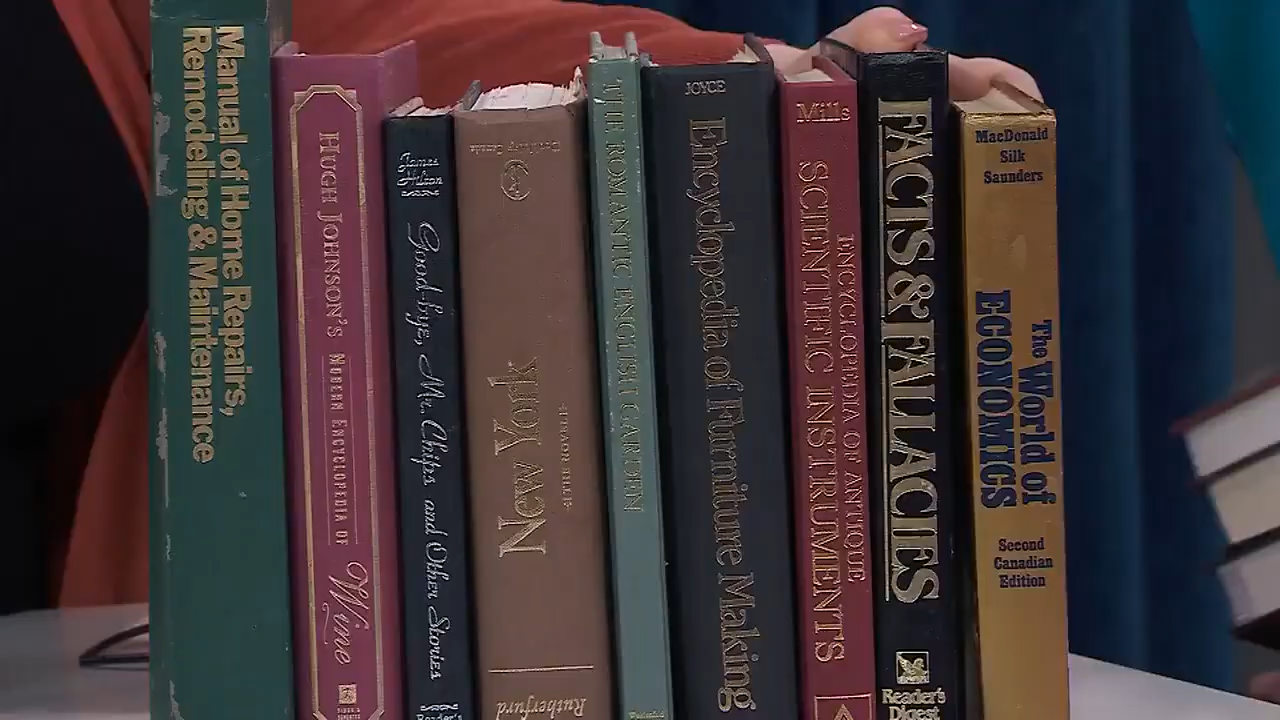 Manual of Home Repairs,
Remodeling & Maintenance
HUGH JOHNSON'S MODERN ENCYCLOPEDIA OF Wine
James
Hilton
Good-bye, Mr. Chips and Other Stories
Reader's
New York
Rutherfurd
THE ROMANTIC ENGLISH GARDEN
JOYCE
Encyclopedia of Furniture Making
Mills
ENCYCLOPEDIA OF ANTIQUE
SCIENTIFIC INSTRUMENTS
FACTS & FALLACIES
Reader's
Digest
MacDonald
Silk
Saunders
The World of
ECONOMICS
Second
Canadian
Edition